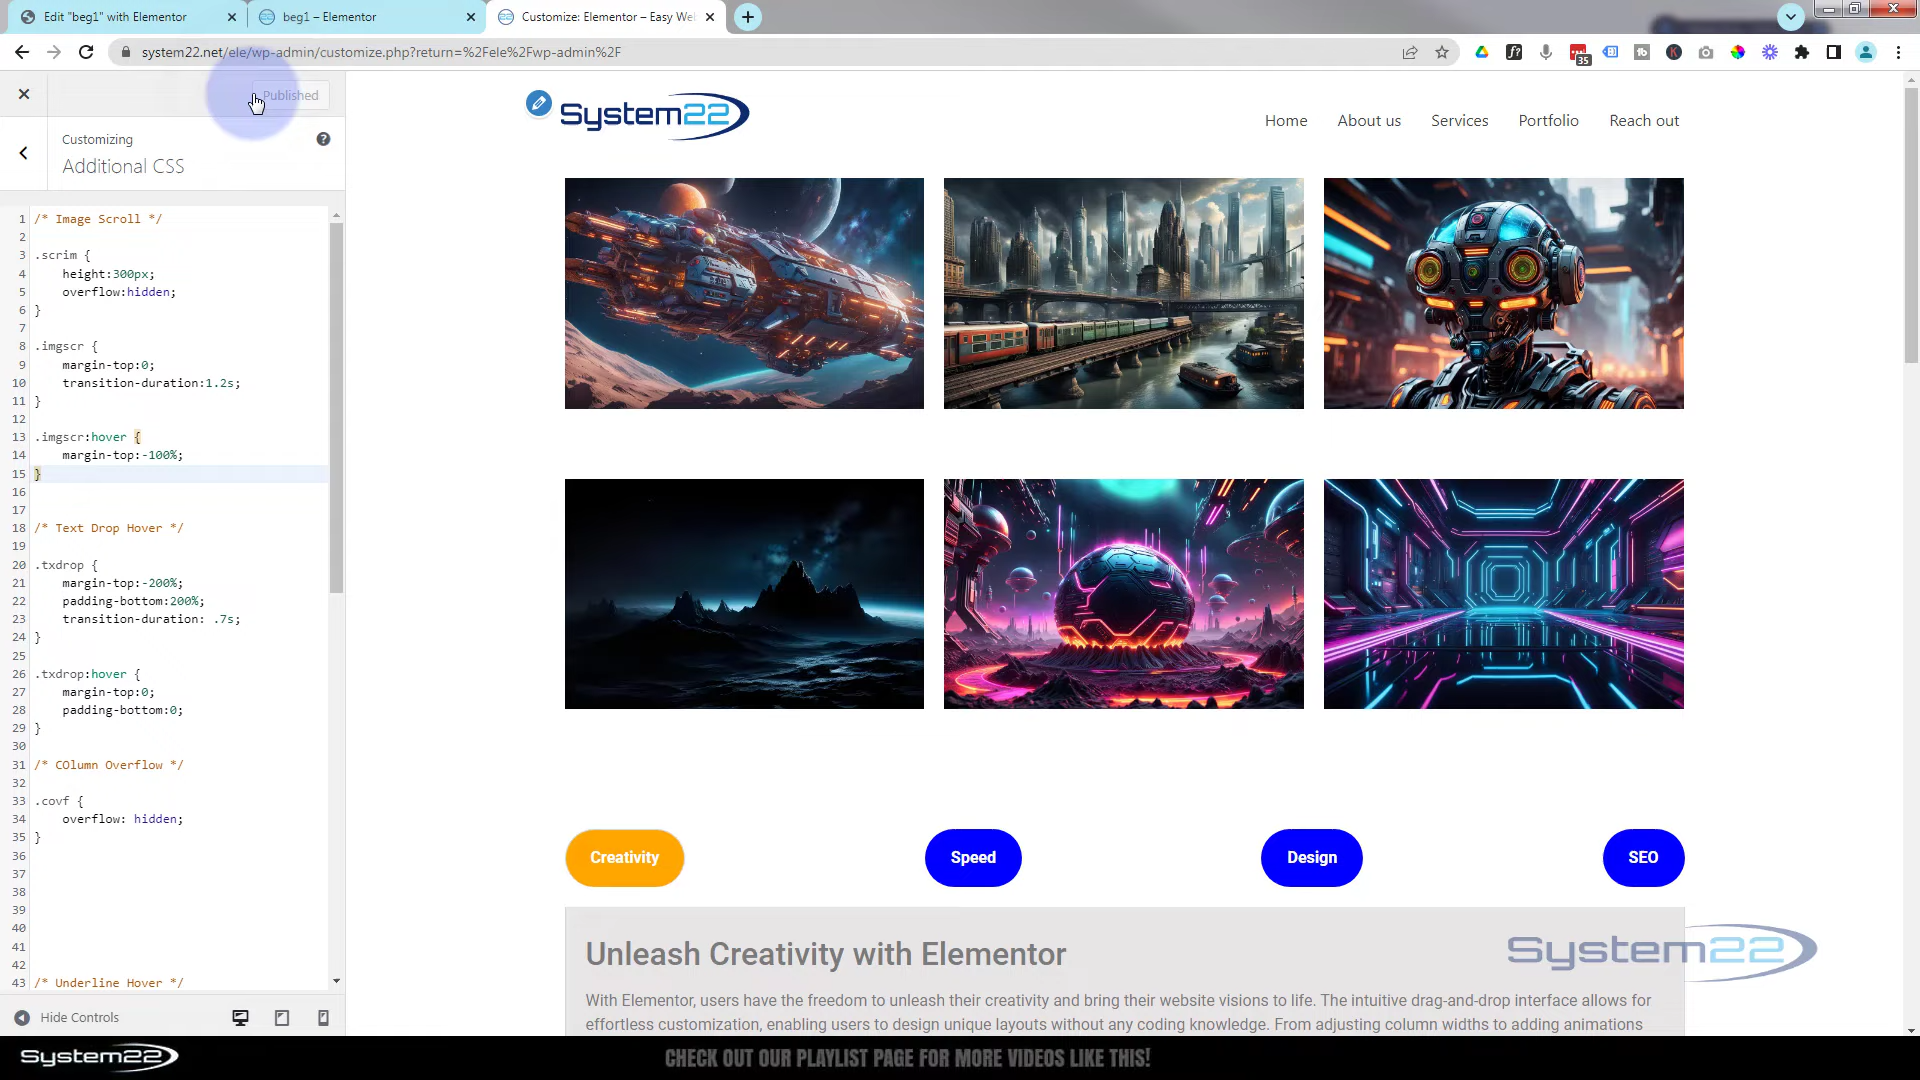 Edit "beg1" with Elementor
beg1 – Elementor
Customize: Elementor – Easy We
system22.net/ele/wp-admin/customize.php?return=%2Fele%2Fwp-admin%2F
35
Published
Customizing
Additional CSS
1 /* Image Scroll */
2
3 .scrim {
4 height:300px;
5 overflow:hidden;
6 }
7
8 .imgscr {
9 margin-top:0;
10 transition-duration:1.2s;
11 }
12
13 .imgscr:hover {
14 margin-top:-100%;
15 }
16
17
18 /* Text Drop Hover */
19
20 .txdrop {
21 margin-top:-200%;
22 padding-bottom:200%;
23 transition-duration: .7s;
24 }
25
26 .txdrop:hover {
27 margin-top:0;
28 padding-bottom:0;
29 }
30
31 /* COlumn Overflow */
32
33 .covf {
34 overflow: hidden;
35 }
36
37
38
39
40
41
42
43 /* Underline Hover */
Hide Controls
System22
Home About us Services Portfolio Reach out
Creativity Speed Design SEO
Unleash Creativity with Elementor
System22
With Elementor, users have the freedom to unleash their creativity and bring their website visions to life. The intuitive drag-and-drop interface allows for
effortless customization, enabling users to design unique layouts without any coding knowledge. From adjusting column widths to adding animations
System22
CHECK OUT OUR PLAYLIST PAGE FOR MORE VIDEOS LIKE THIS!